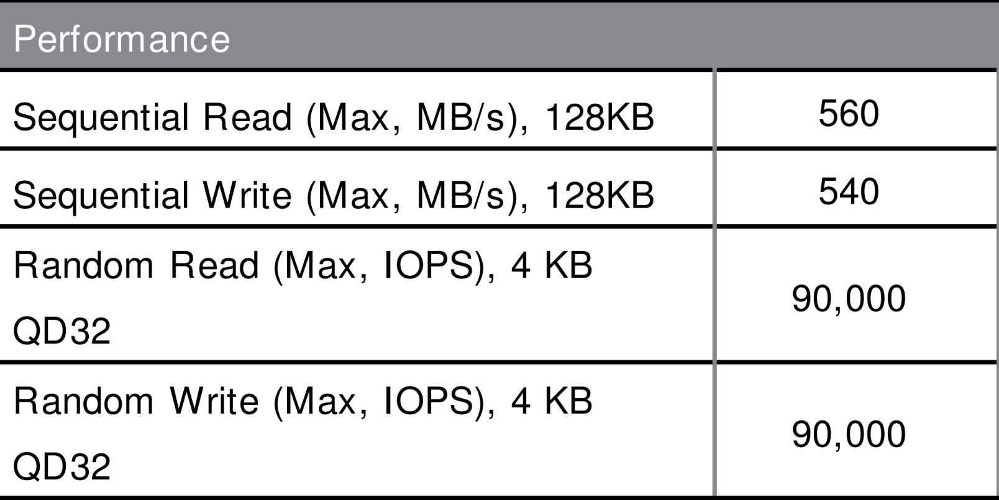 Performance
Sequential Read (Max, MB/s), 128KB
560
Sequential Write (Max, MB/s), 128KB
540
Random Read (Max, IOPS), 4 KB
QD32
90,000
Random Write (Max, IOPS), 4 KB
QD32
90,000